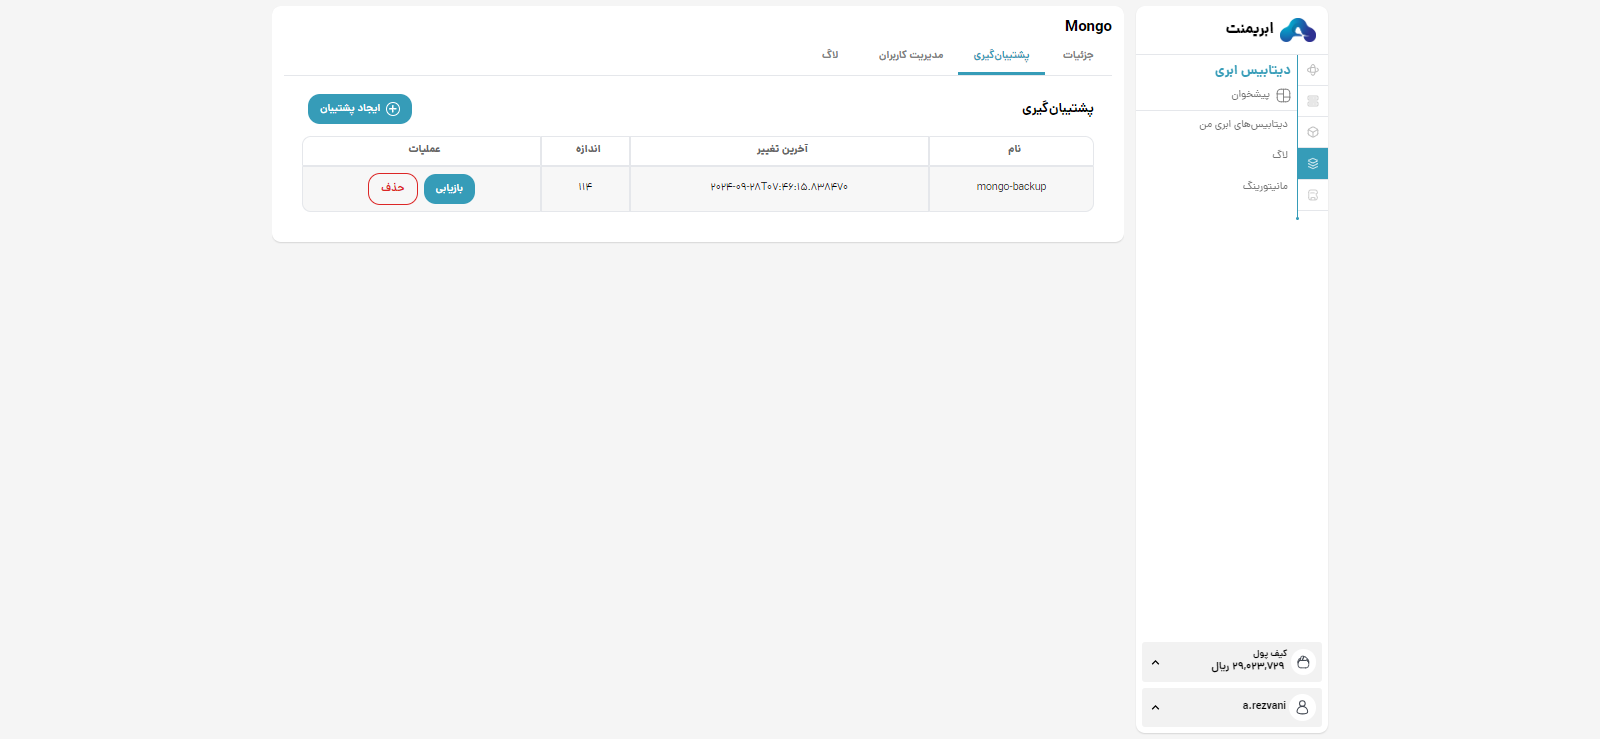 ابریمنت
دیتابیس ابری
پیشخوان
دیتابیس‌های ابری من
لاگ
مانیتورینگ
کیف پول
۲۹,۰۲۳,۷۲۹ ریال
a.rezvani
Mongo
جزئیات پشتیبان‌گیری مدیریت کاربران لاگ
پشتیبان‌گیری ایجاد پشتیبان
نام آخرین تغییر اندازه عملیات
mongo-backup ۲۰۲۴-۰۹-۲۸T۰۷:۴۶:۱۵.۸۳۸۴۷۰ ۱۱۴ بازیابی حذف